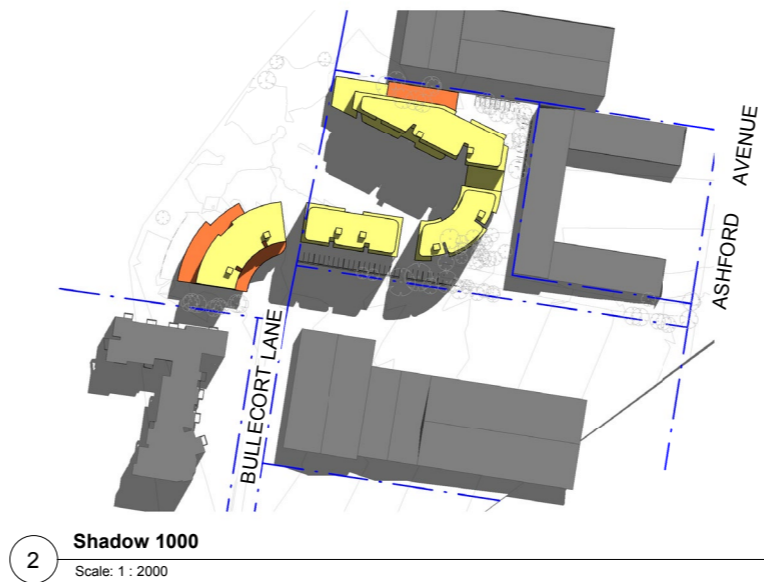 AVENUE
ASHFORD
BULLECORT LANE
2
Shadow 1000
Scale: 1 : 2000